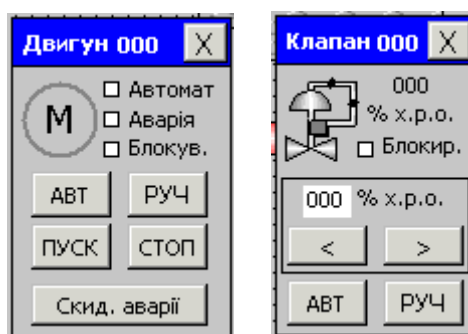 Двигун 000 X
M
Автомат
Аварія
Блокув.
АВТ РУЧ
ПУСК СТОП
Скид. аварії
Клапан 000 X
000
% х.р.о.
Блокир.
000 % х.р.о.
< >
АВТ РУЧ